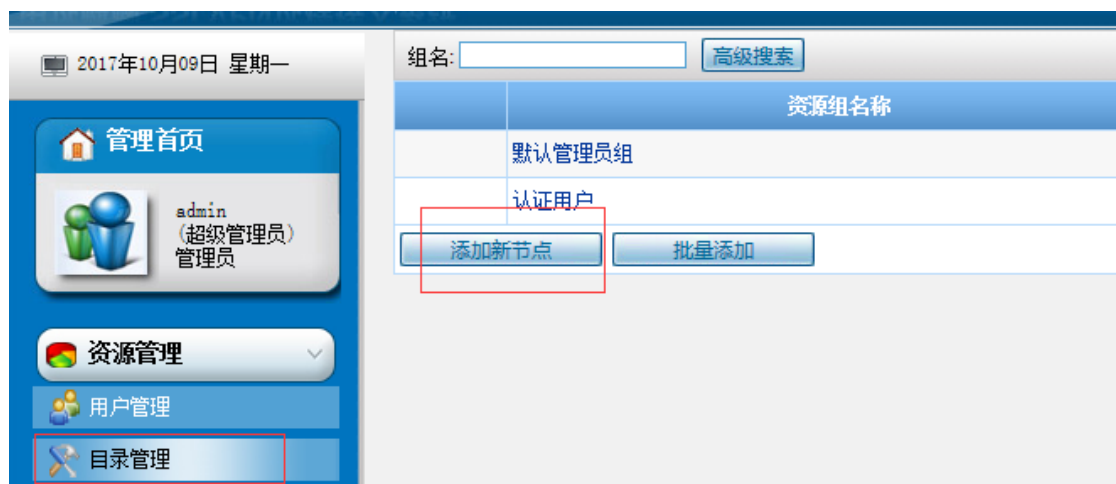 2017年10月09日 星期一
管理首页
admin
(超级管理员)
管理员
资源管理
用户管理
目录管理
组名:
高级搜索
资源组名称
默认管理员组
认证用户
添加新节点
批量添加